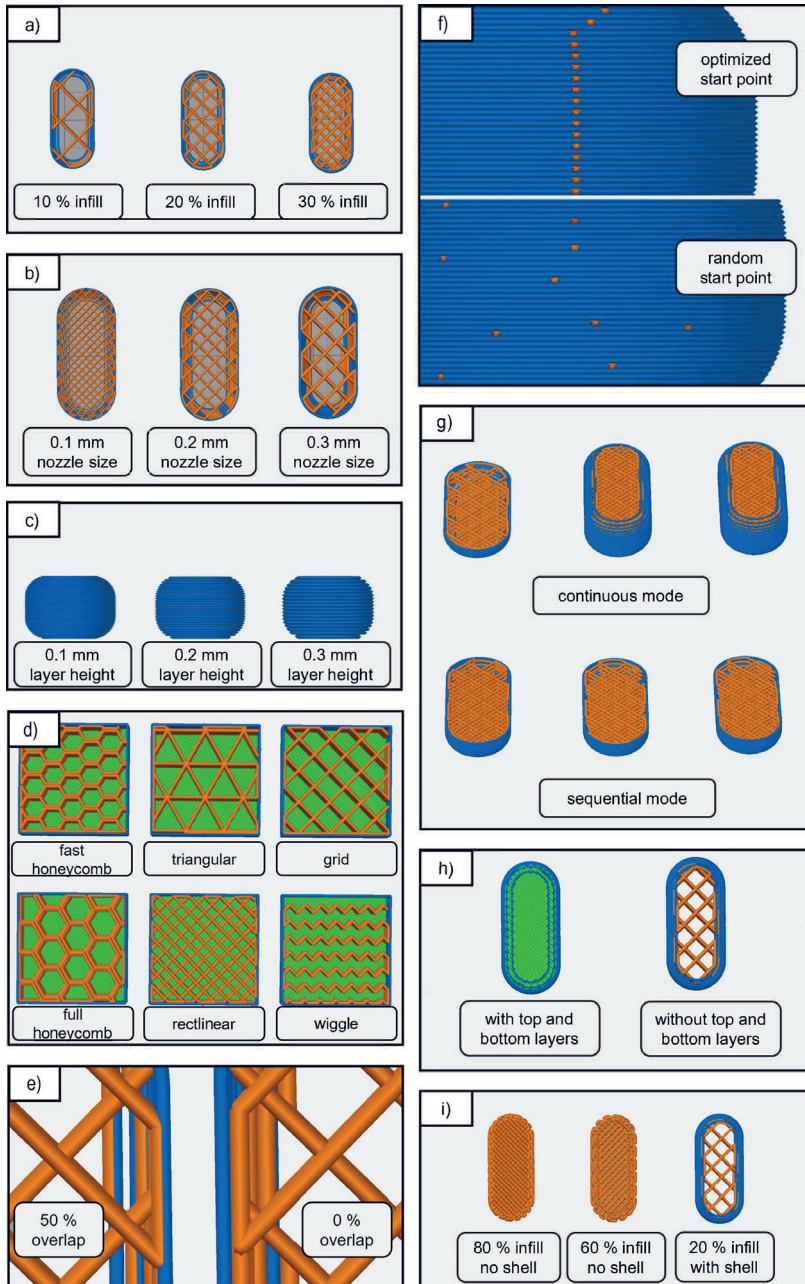 a)
10 % infill
20 % infill
30 % infill
b)
0.1 mm
nozzle size
0.2 mm
nozzle size
0.3 mm
nozzle size
c)
0.1 mm
layer height
0.2 mm
layer height
0.3 mm
layer height
d)
fast
honeycomb
triangular
grid
full
honeycomb
rectlinear
wiggle
e)
50 %
overlap
0 %
overlap
f)
optimized
start point
random
start point
g)
continuous mode
sequential mode
h)
with top and
bottom layers
without top and
bottom layers
i)
80 % infill
no shell
60 % infill
no shell
20 % infill
with shell